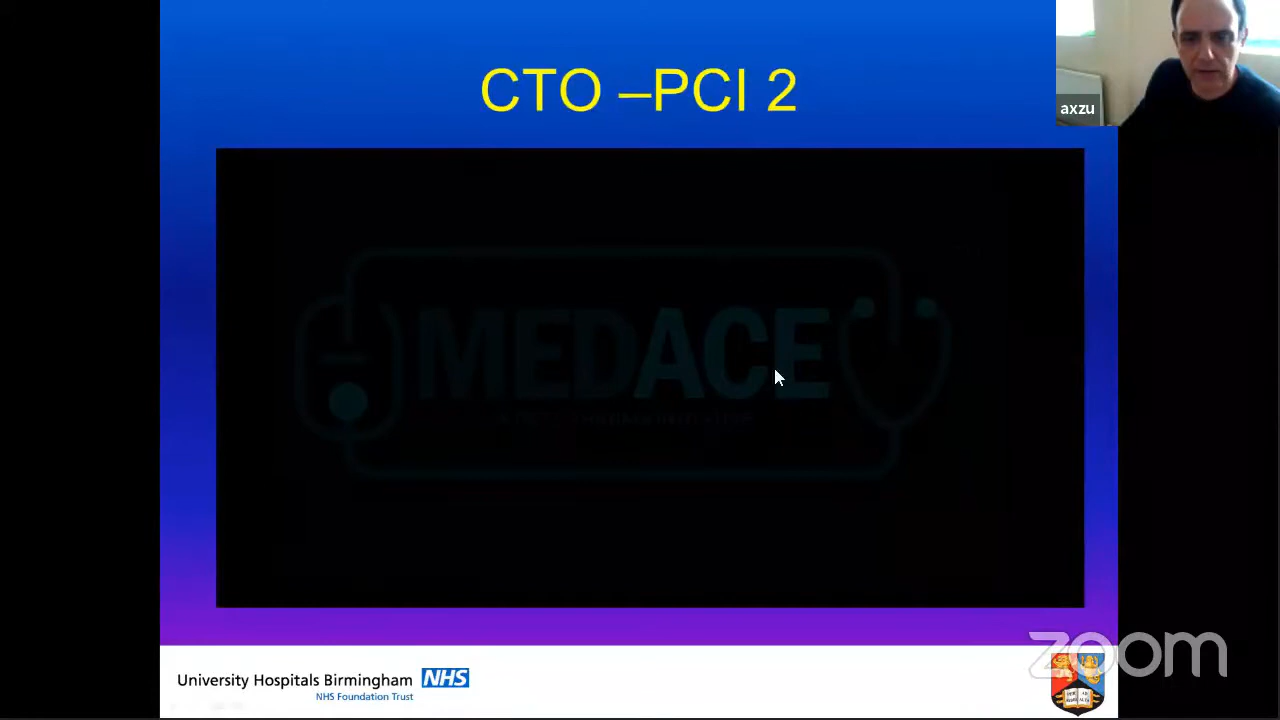 CTO –PCI 2
axzu
MEDACE
zoom
University Hospitals Birmingham NHS
NHS Foundation Trust